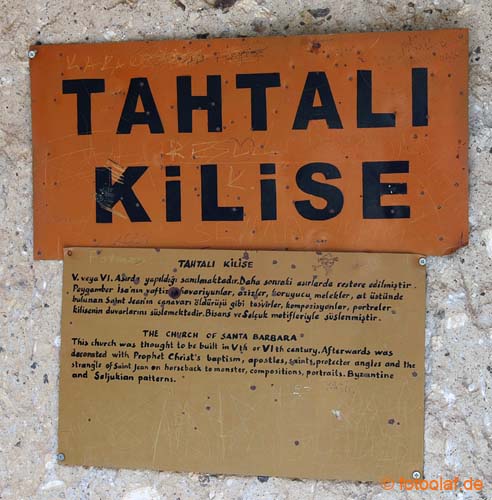 TAHTALI
KiLiSE
TAHTALI KİLİSE
V. veya VI. Asırda yapıldığı sanılmaktadır. Daha sonraki asırlarda restore edilmiştir.
Peygamber İsa'nın vaftizi, havariyunlar, azizler, koruyucu melekler, at üstünde
bulunan Saint Jean'ın canavarı öldürüşü gibi tasvirler, kompozisyonlar, portreler
kilisenin duvarlarını süslemektedir. Bizans ve Selçuk motifleriyle süslenmiştir.
THE CHURCH OF SANTA BARBARA
This church was thought to be built in Vth or VIth century. Afterwards was
decorated with Prophet Christ's baptism, apostles, saints, protecter angles and the
strangle of Saint Jean on horseback to monster, compositions, portraits. Byzantine
and Seljukian patterns.
© fotoolaf.de